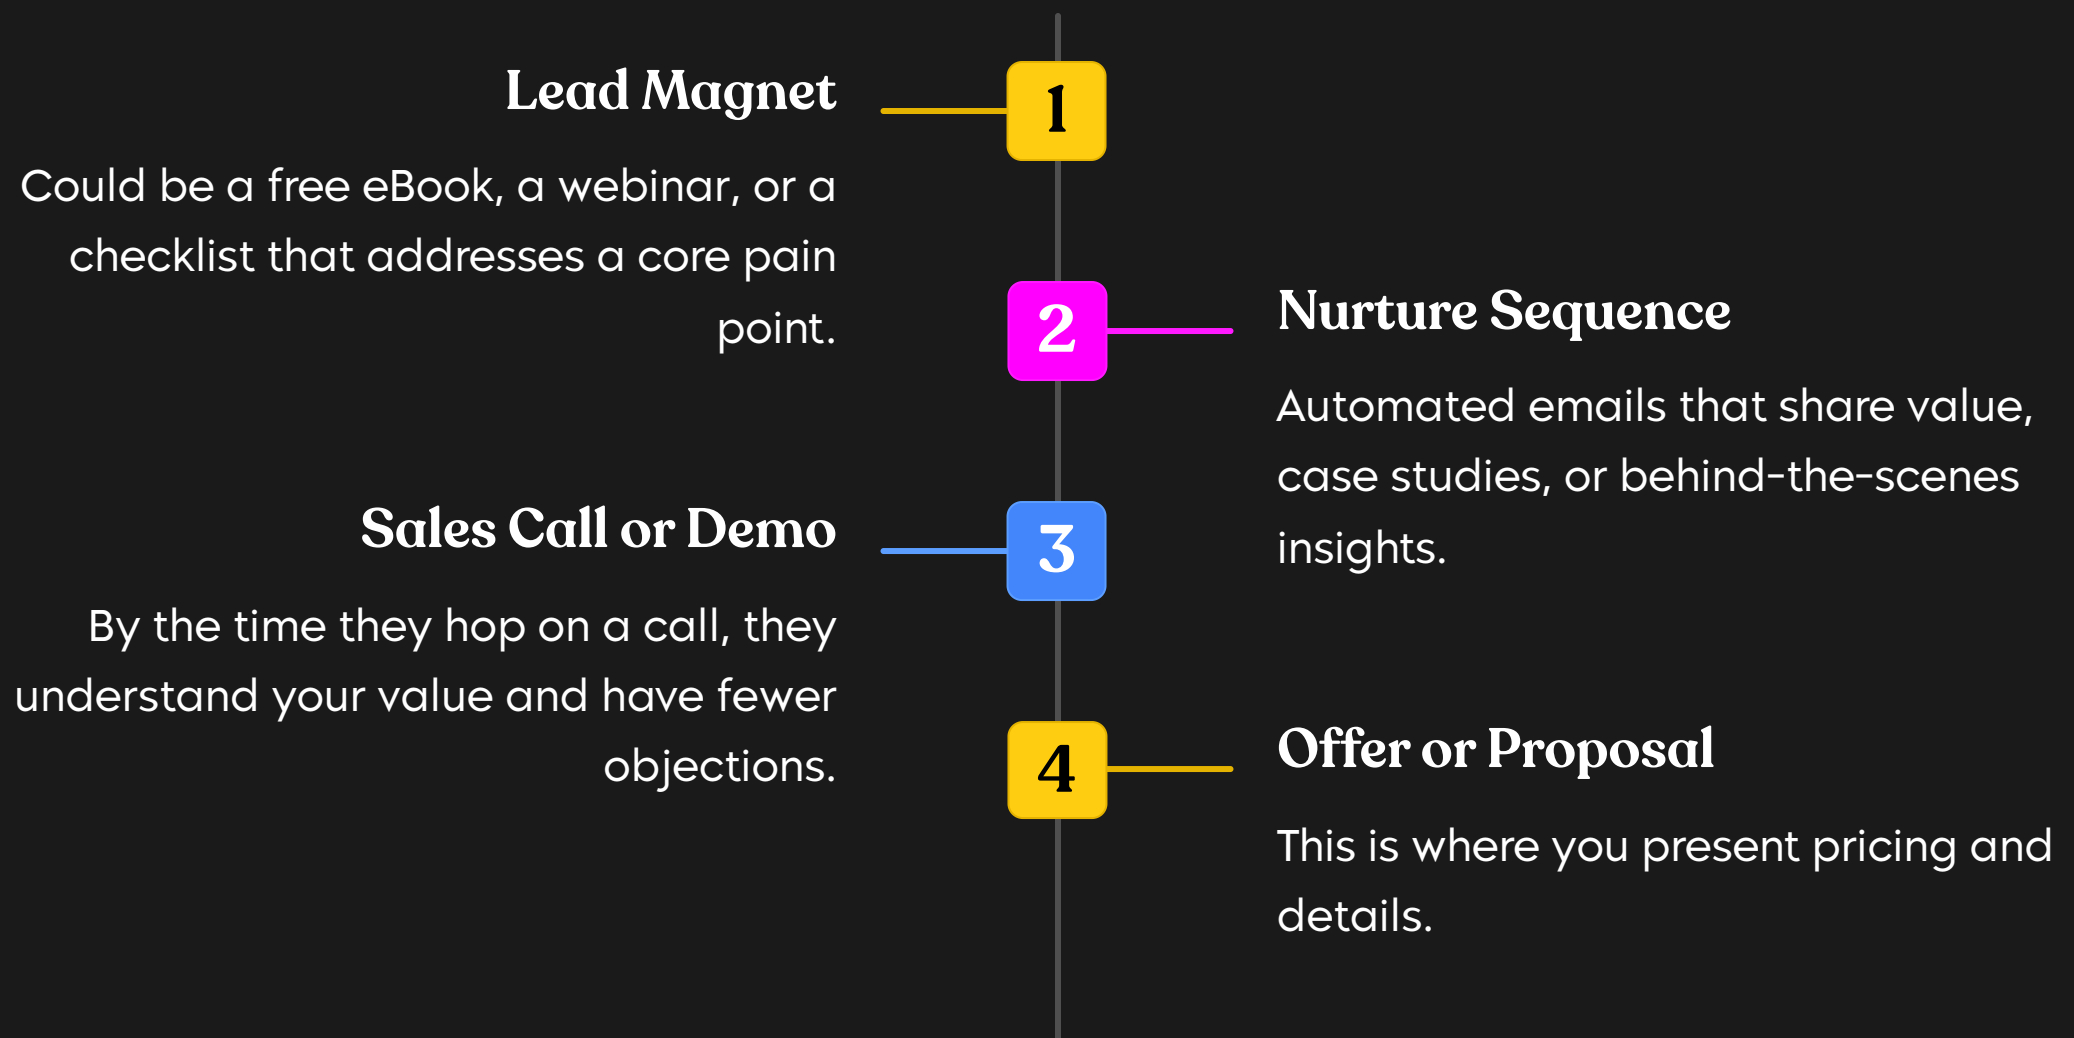 1
Lead Magnet
Could be a free eBook, a webinar, or a
checklist that addresses a core pain
point.
2
Nurture Sequence
Automated emails that share value,
case studies, or behind-the-scenes
insights.
3
Sales Call or Demo
By the time they hop on a call, they
understand your value and have fewer
objections.
4
Offer or Proposal
This is where you present pricing and
details.